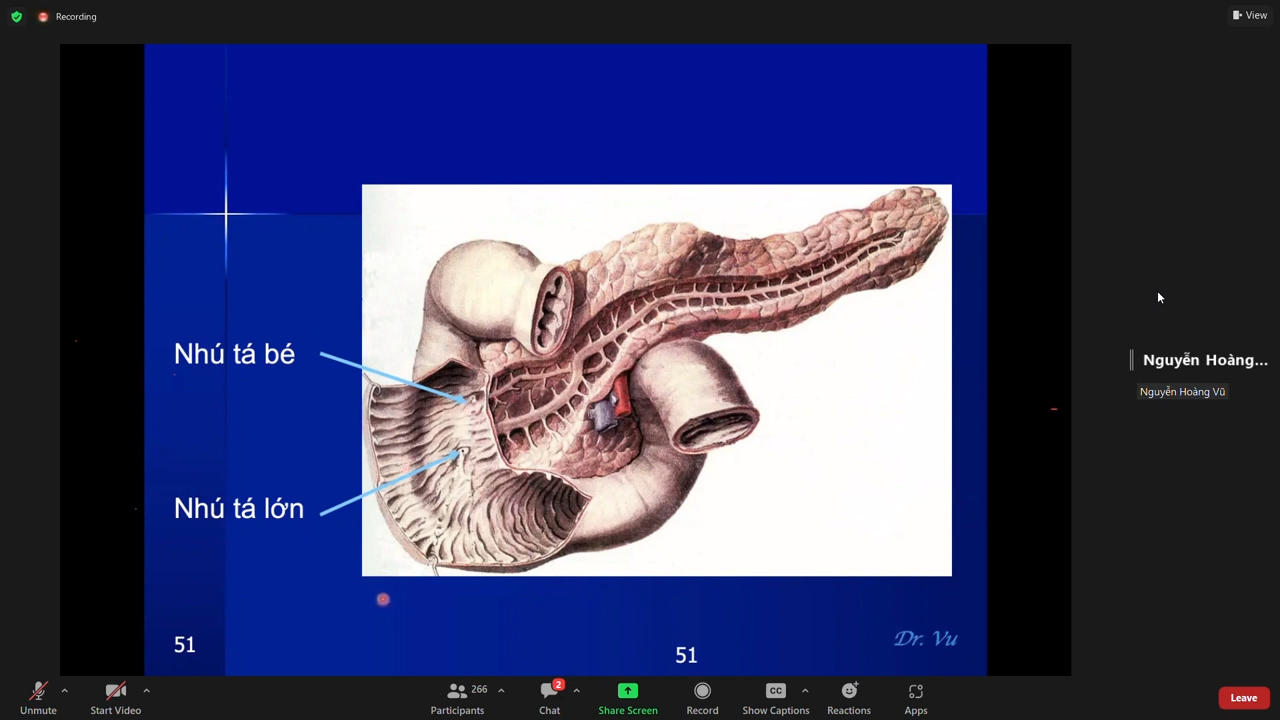 Recording
View
Nhú tá bé
Nhú tá lớn
Nguyễn Hoàng...
Nguyễn Hoàng Vũ
51
51
Dr. Vu
Unmute
Start Video
266
Participants
2
Chat
Share Screen
Record
CC
Show Captions
Reactions
Apps
Leave